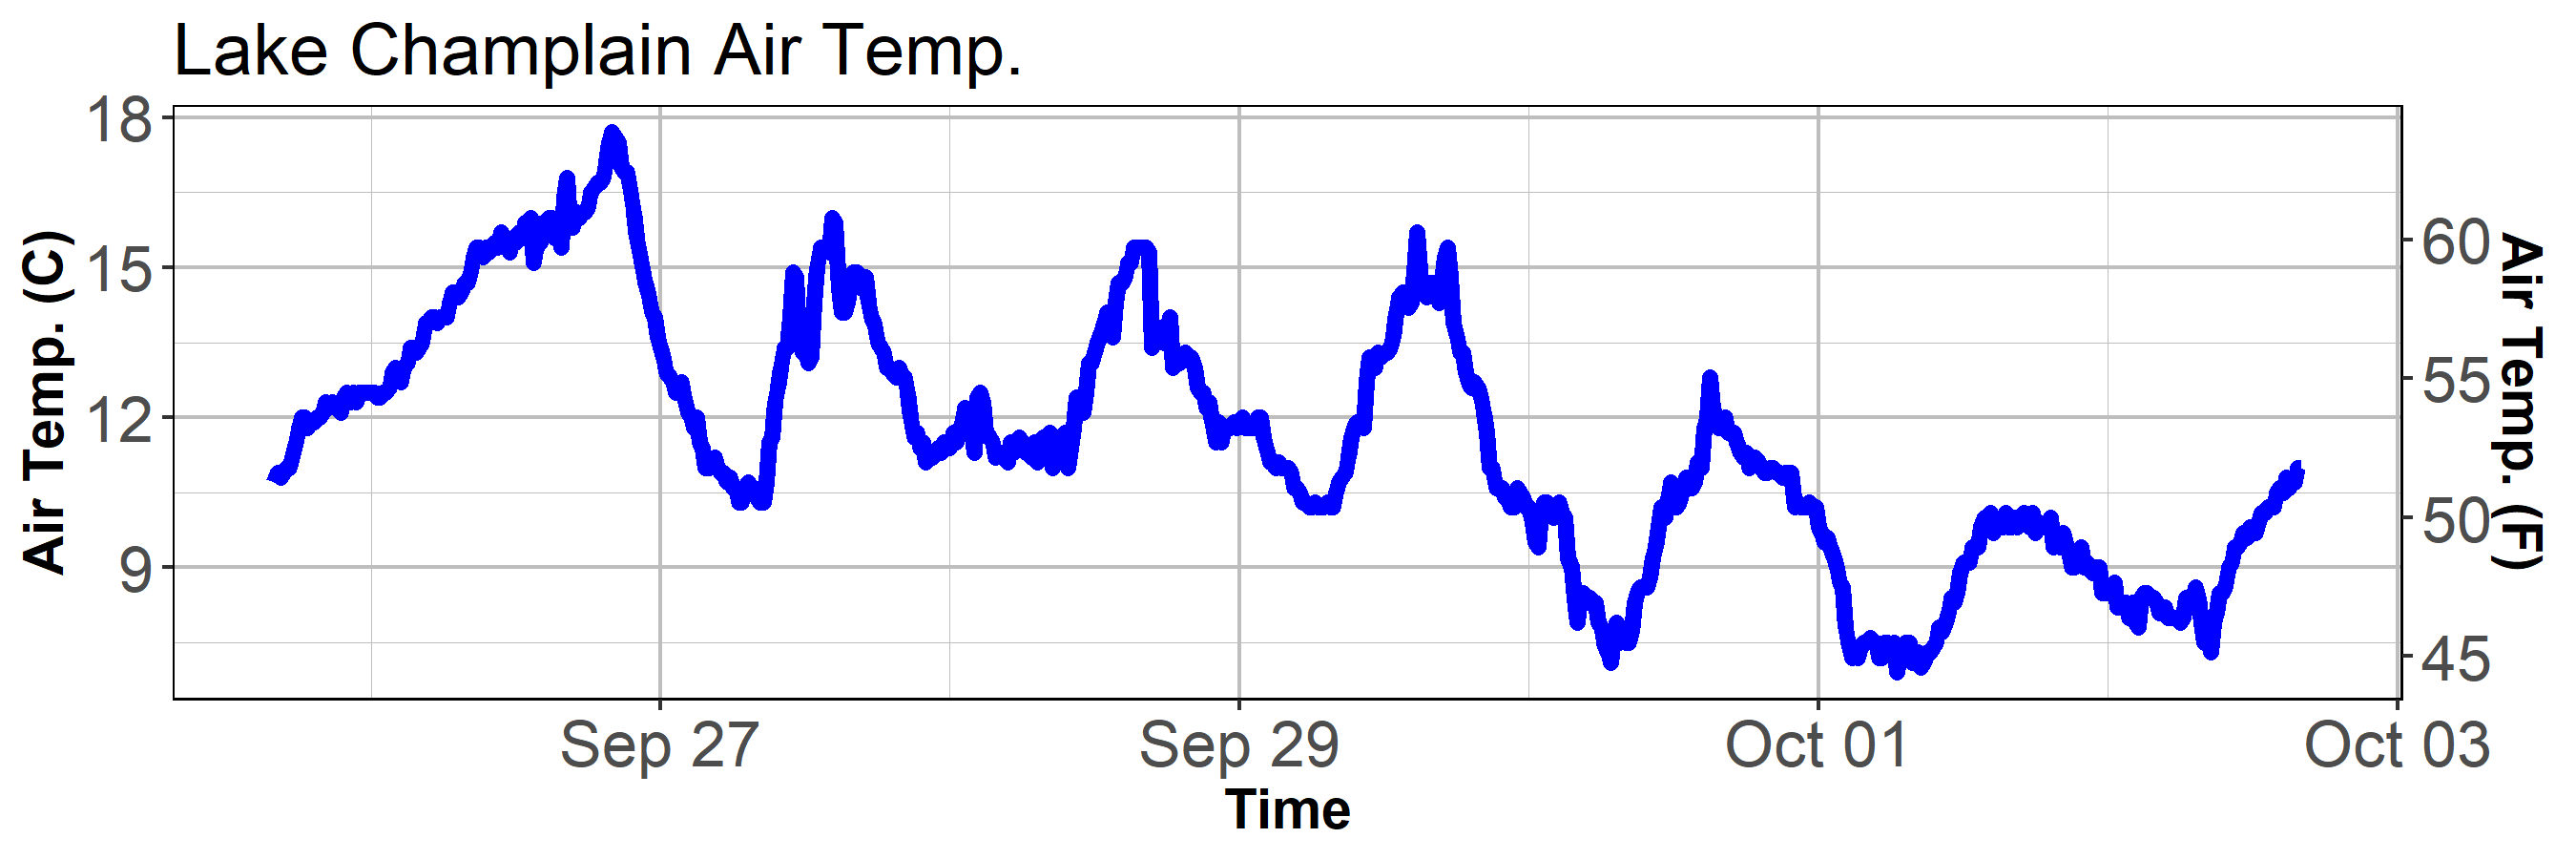 Lake Champlain Air Temp.
Air Temp. (C)
18
15
12
9
60
55
50
45
Air Temp. (F)
Sep 27 Sep 29 Oct 01 Oct 03
Time